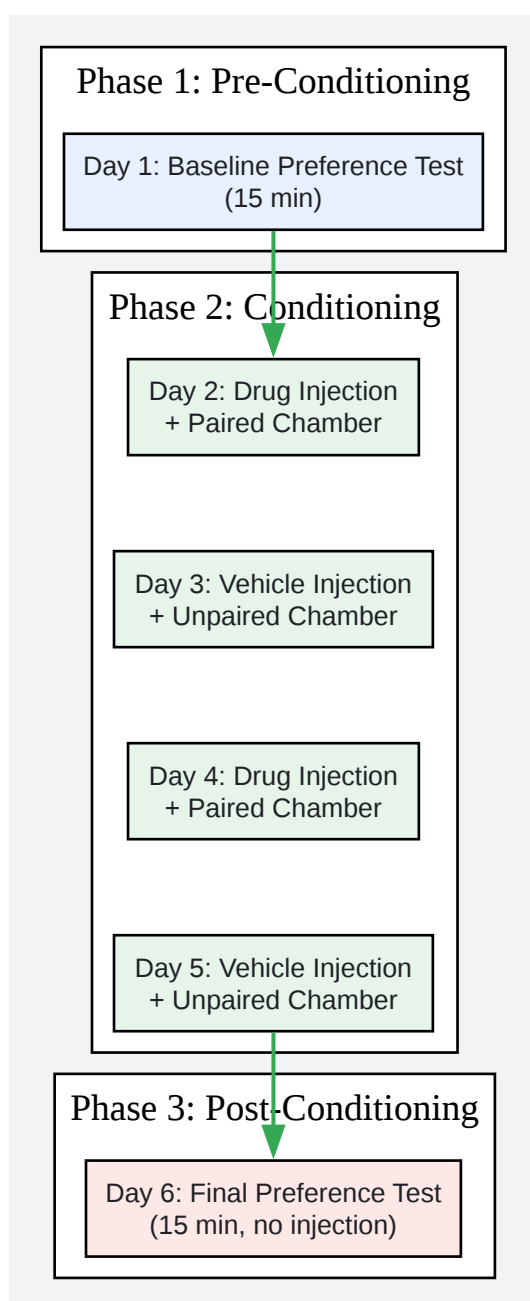 Phase 1: Pre-Conditioning
Day 1: Baseline Preference Test
(15 min)
Phase 2: Conditioning
Day 2: Drug Injection
+ Paired Chamber
Day 3: Vehicle Injection
+ Unpaired Chamber
Day 4: Drug Injection
+ Paired Chamber
Day 5: Vehicle Injection
+ Unpaired Chamber
Phase 3: Post-Conditioning
Day 6: Final Preference Test
(15 min, no injection)